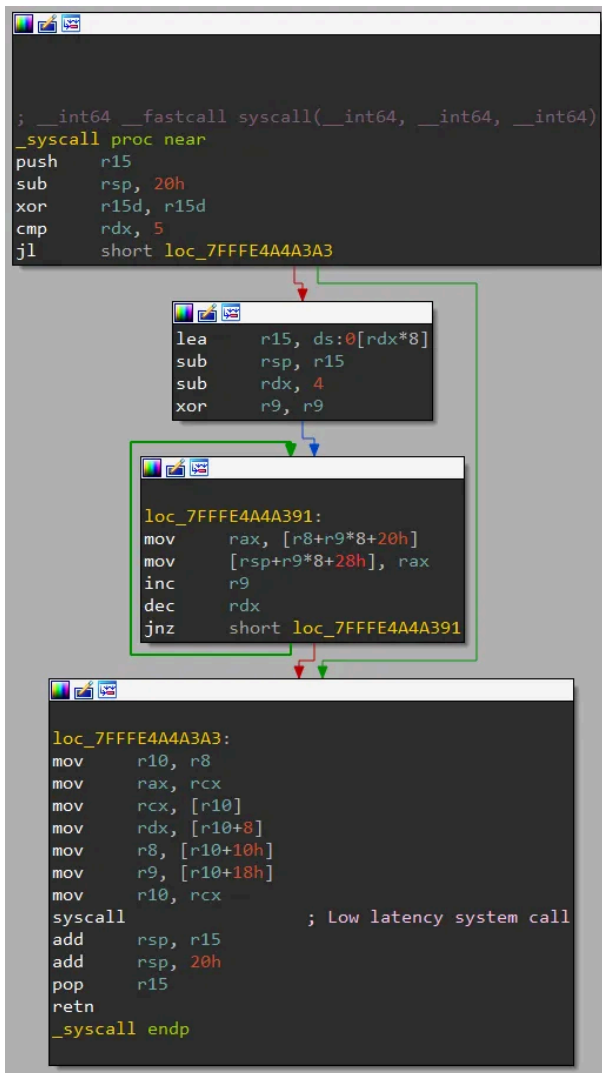 ; __int64 __fastcall syscall(__int64, __int64, __int64)
_syscall proc near
push r15
sub rsp, 20h
xor r15d, r15d
cmp rdx, 5
jl short loc_7FFFE4A4A3A3
lea r15, ds:0[rdx*8]
sub rsp, r15
sub rdx, 4
xor r9, r9
loc_7FFFE4A4A391:
mov rax, [r8+r9*8+20h]
mov [rsp+r9*8+28h], rax
inc r9
dec rdx
jnz short loc_7FFFE4A4A391
loc_7FFFE4A4A3A3:
mov r10, r8
mov rax, rcx
mov rcx, [r10]
mov rdx, [r10+8]
mov r8, [r10+10h]
mov r9, [r10+18h]
mov r10, rcx
syscall ; Low latency system call
add rsp, r15
add rsp, 20h
pop r15
retn
_syscall endp